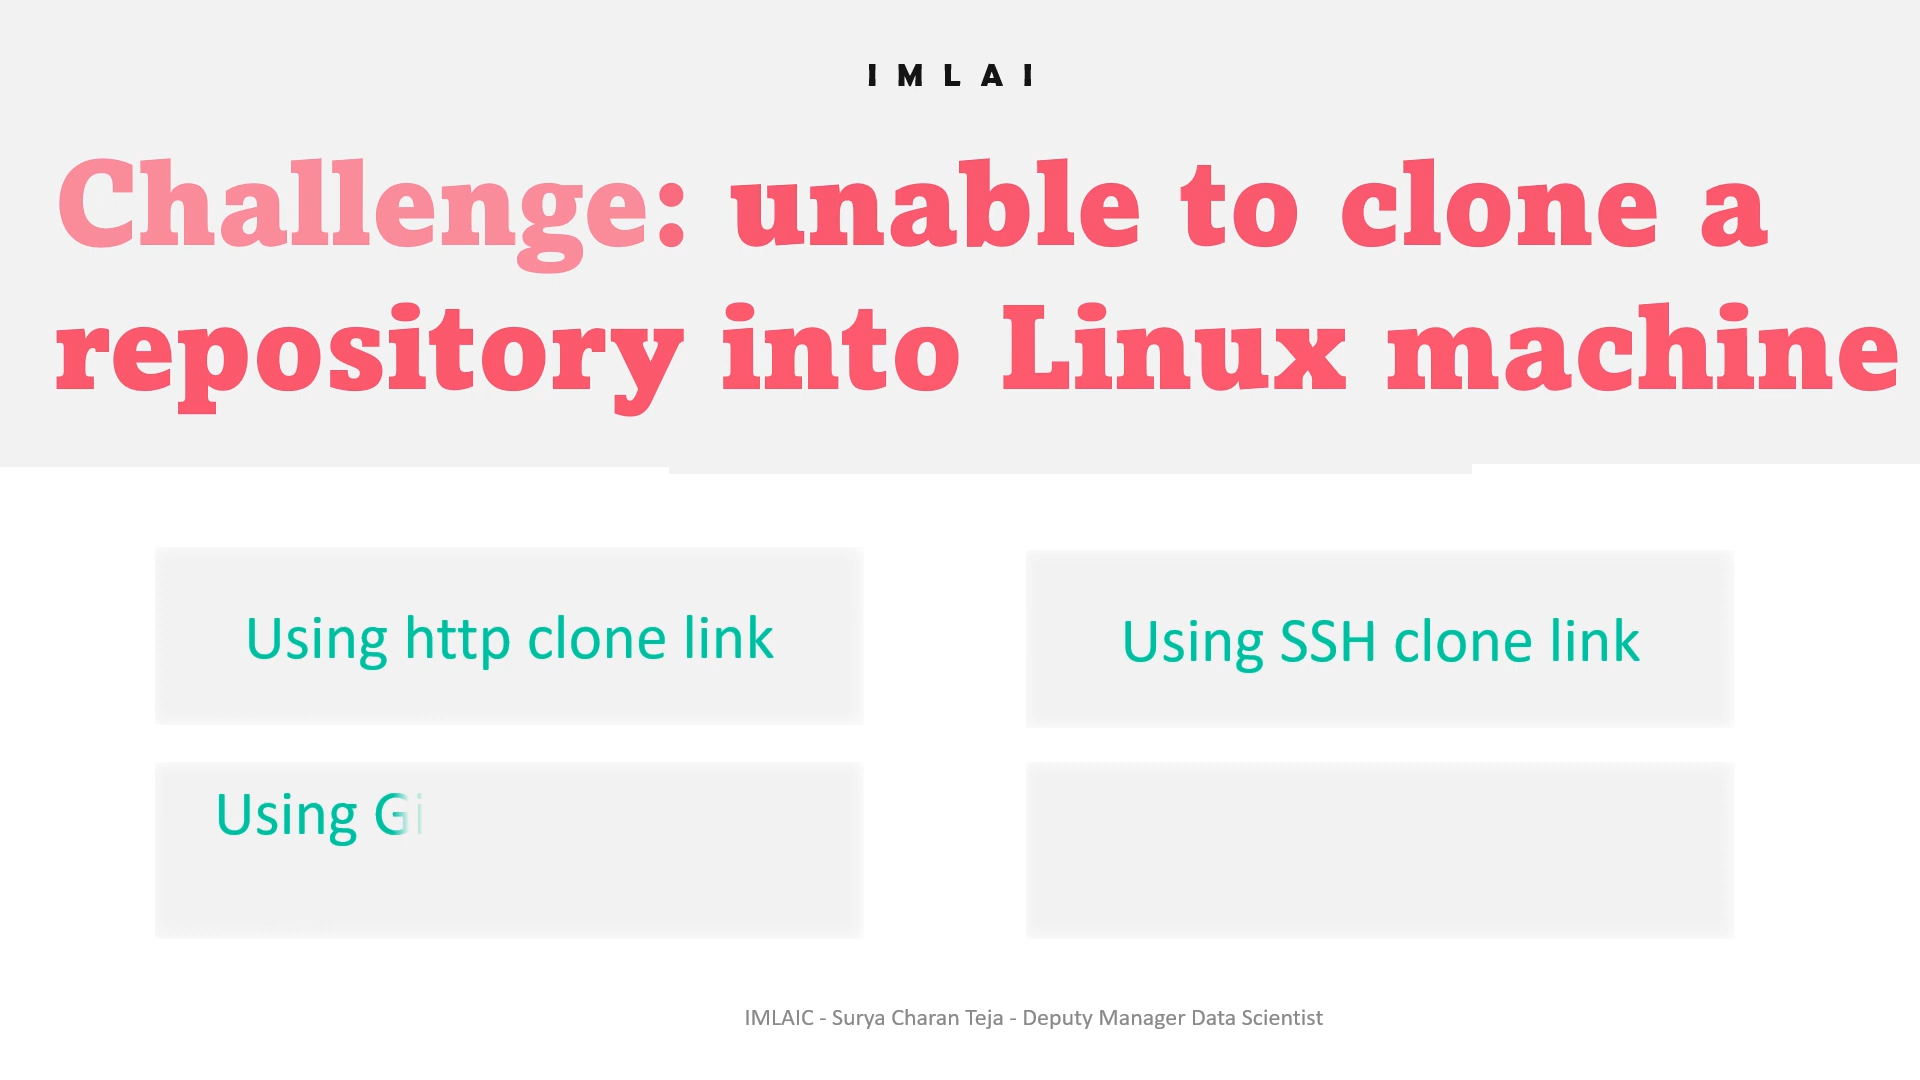 IMLAI
Challenge: unable to clone a
repository into Linux machine
Using http clone link
Using SSH clone link
Using Gi
IMLAIC - Surya Charan Teja - Deputy Manager Data Scientist